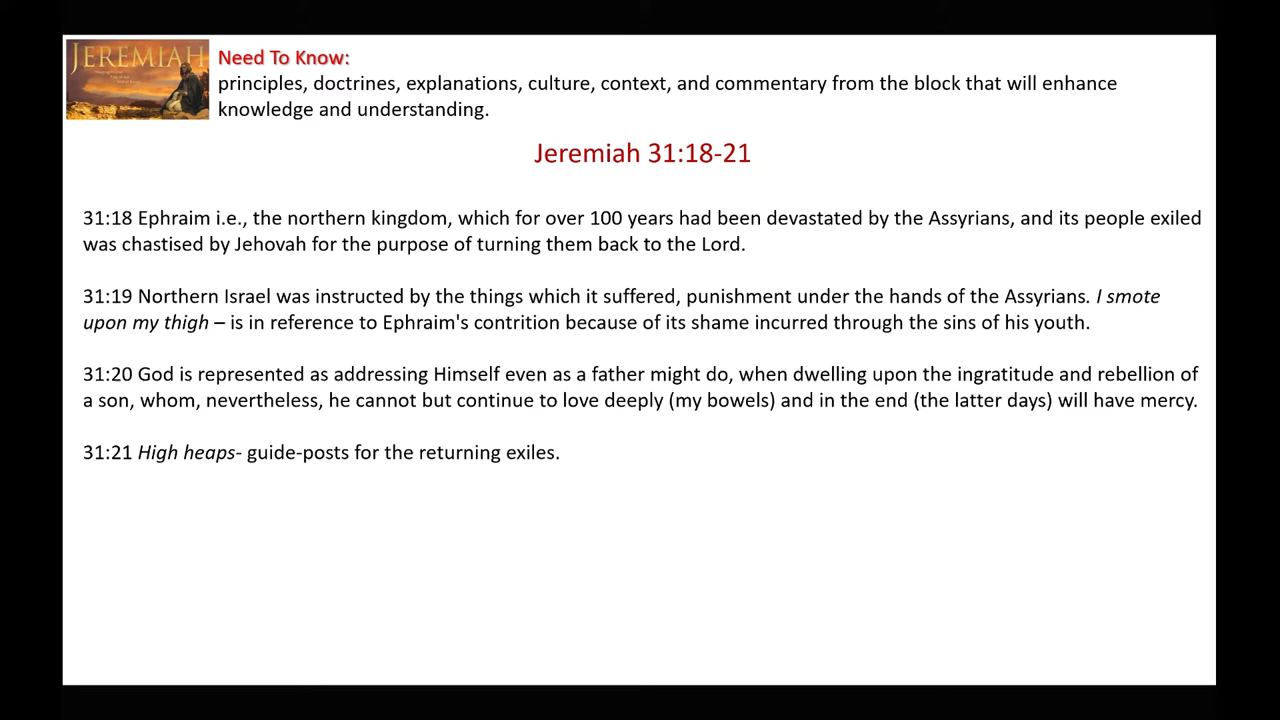 JEREMIAH
Need To Know:
principles, doctrines, explanations, culture, context, and commentary from the block that will enhance
knowledge and understanding.
Jeremiah 31:18-21
31:18 Ephraim i.e., the northern kingdom, which for over 100 years had been devastated by the Assyrians, and its people exiled
was chastised by Jehovah for the purpose of turning them back to the Lord.
31:19 Northern Israel was instructed by the things which it suffered, punishment under the hands of the Assyrians. I smote
upon my thigh – is in reference to Ephraim's contrition because of its shame incurred through the sins of his youth.
31:20 God is represented as addressing Himself even as a father might do, when dwelling upon the ingratitude and rebellion of
a son, whom, nevertheless, he cannot but continue to love deeply (my bowels) and in the end (the latter days) will have mercy.
31:21 High heaps- guide-posts for the returning exiles.